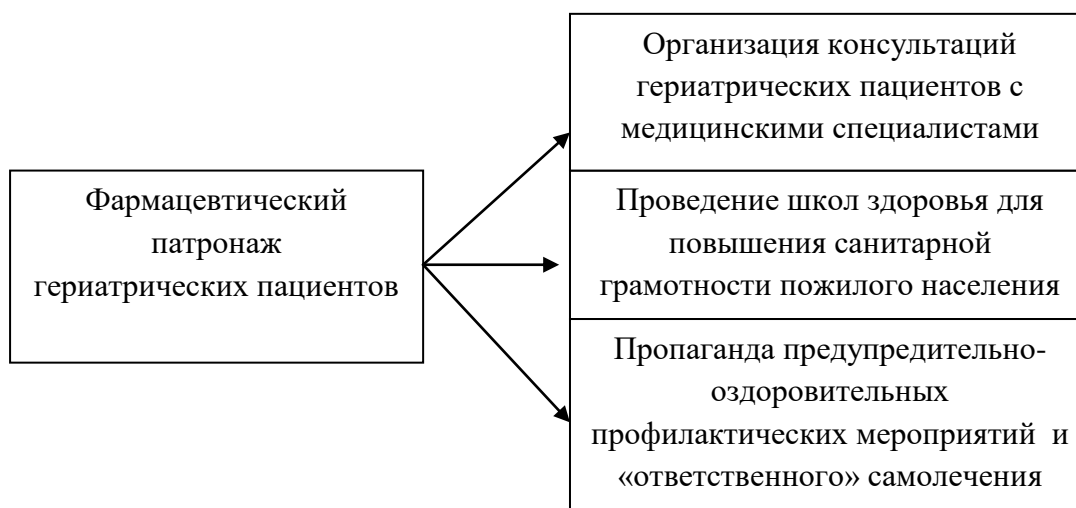 Фармацевтический
патронаж
гериатрических пациентов
Организация консультаций
гериатрических пациентов с
медицинскими специалистами
Проведение школ здоровья для
повышения санитарной
грамотности пожилого населения
Пропаганда предупредительно-
оздоровительных
профилактических мероприятий и
«ответственного» самолечения